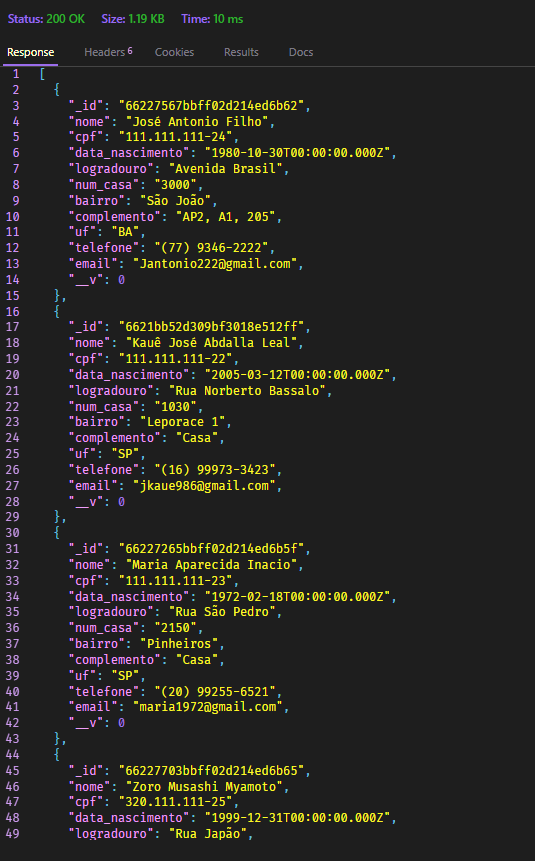 Status: 200 OK Size: 1.19 KB Time: 10 ms
Response Headers 6 Cookies Results Docs
1 [
2 {
3 "_id": "66227567bbff02d214ed6b62",
4 "nome": "José Antonio Filho",
5 "cpf": "111.111.111-24",
6 "data_nascimento": "1980-10-30T00:00:00.000Z",
7 "logradouro": "Avenida Brasil",
8 "num_casa": "3000",
9 "bairro": "São João",
10 "complemento": "AP2, A1, 205",
11 "uf": "BA",
12 "telefone": "(77) 9346-2222",
13 "email": "Jantonio222@gmail.com",
14 "__v": 0
15 },
16 {
17 "_id": "6621bb52d309bf3018e512ff",
18 "nome": "Kauê José Abdalla Leal",
19 "cpf": "111.111.111-22",
20 "data_nascimento": "2005-03-12T00:00:00.000Z",
21 "logradouro": "Rua Norberto Bassalo",
22 "num_casa": "1030",
23 "bairro": "Leporace 1",
24 "complemento": "Casa",
25 "uf": "SP",
26 "telefone": "(16) 99973-3423",
27 "email": "jkaue986@gmail.com",
28 "__v": 0
29 },
30 {
31 "_id": "66227265bbff02d214ed6b5f",
32 "nome": "Maria Aparecida Inacio",
33 "cpf": "111.111.111-23",
34 "data_nascimento": "1972-02-18T00:00:00.000Z",
35 "logradouro": "Rua São Pedro",
36 "num_casa": "2150",
37 "bairro": "Pinheiros",
38 "complemento": "Casa",
39 "uf": "SP",
40 "telefone": "(20) 99255-6521",
41 "email": "maria1972@gmail.com",
42 "__v": 0
43 },
44 {
45 "_id": "66227703bbff02d214ed6b65",
46 "nome": "Zoro Musashi Myamoto",
47 "cpf": "320.111.111-25",
48 "data_nascimento": "1999-12-31T00:00:00.000Z",
49 "logradouro": "Rua Japão",